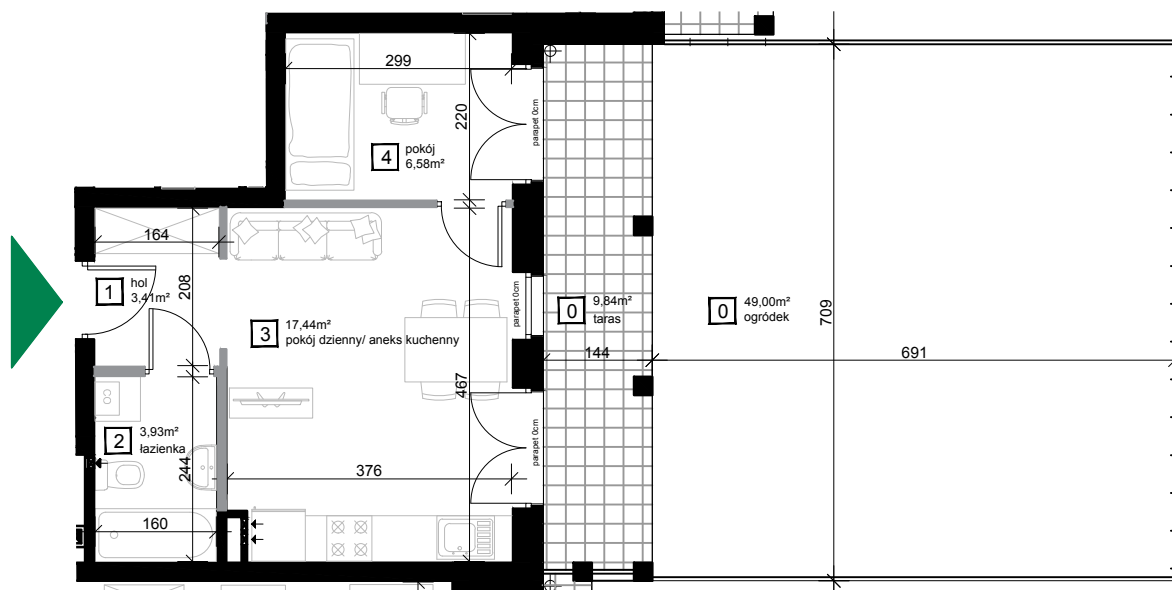 299
220
parapet 0cm
4
pokój
6,58m²
164
208
1
hol
3,41m²
3
17,44m²
pokój dzienny/ aneks kuchenny
parapet 0cm
0
9,84m²
taras
0
49,00m²
ogródek
709
144
691
467
2
3,93m²
łazienka
244
376
parapet 0cm
160